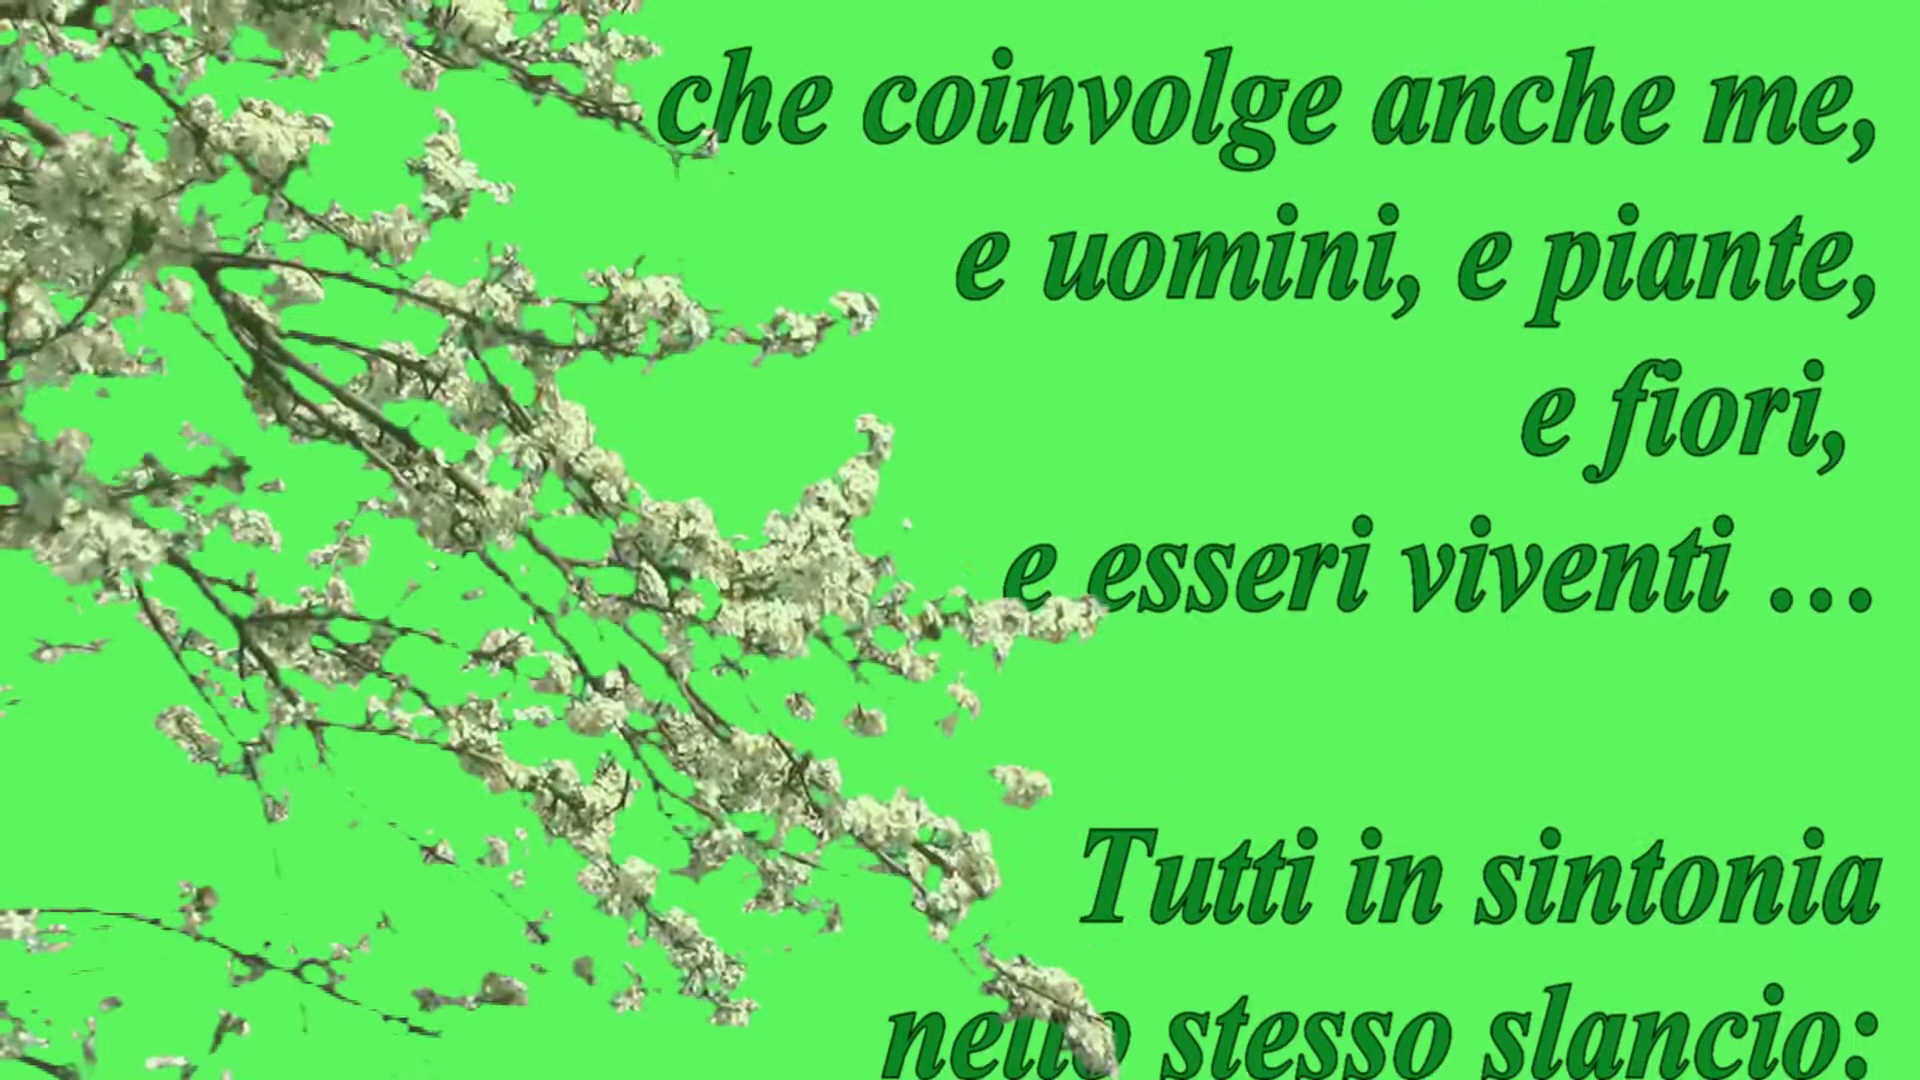 che coinvolge anche me,
e uomini, e piante,
e fiori,
e esseri viventi ...
Tutti in sintonia
nello stesso slancio: